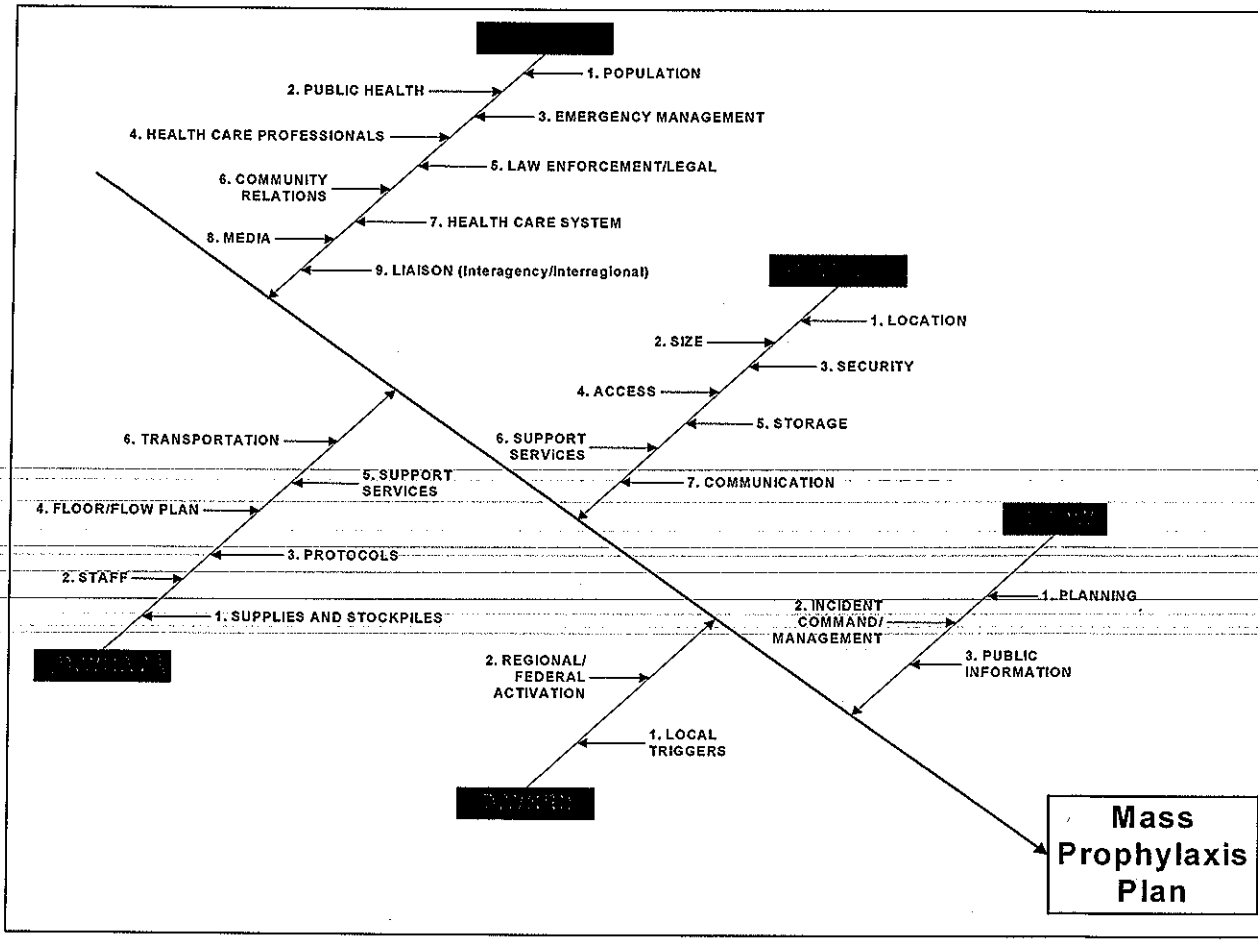 1. POPULATION
2. PUBLIC HEALTH
3. EMERGENCY MANAGEMENT
4. HEALTH CARE PROFESSIONALS
5. LAW ENFORCEMENT/LEGAL
6. COMMUNITY
RELATIONS
7. HEALTH CARE SYSTEM
8. MEDIA
9. LIAISON (Interagency/Interregional)
1. LOCATION
2. SIZE
3. SECURITY
4. ACCESS
5. STORAGE
6. SUPPORT
SERVICES
7. COMMUNICATION
6. TRANSPORTATION
5. SUPPORT
SERVICES
4. FLOOR/FLOW PLAN
3. PROTOCOLS
2. STAFF
1. SUPPLIES AND STOCKPILES
1. PLANNING
2. INCIDENT
COMMAND/
MANAGEMENT
3. PUBLIC
INFORMATION
2. REGIONAL/
FEDERAL
ACTIVATION
1. LOCAL
TRIGGERS
Mass
Prophylaxis
Plan